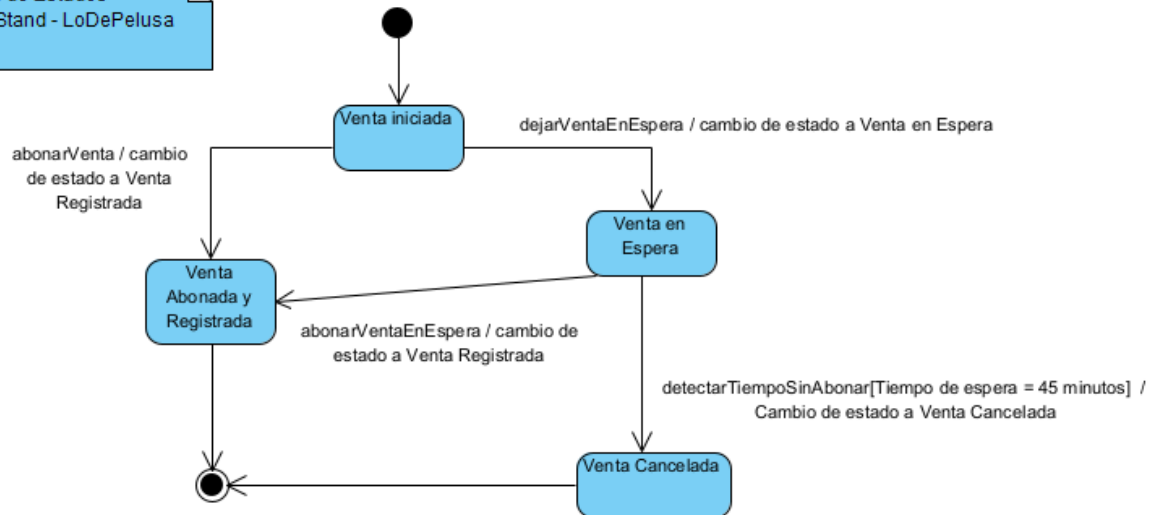 de Estados
Stand - LoDePelusa
Venta iniciada
dejarVentaEnEspera / cambio de estado a Venta en Espera
abonarVenta / cambio
de estado a Venta
Registrada
Venta en
Espera
Venta
Abonada y
Registrada
abonarVentaEnEspera / cambio de
estado a Venta Registrada
detectarTiempoSinAbonar[Tiempo de espera = 45 minutos] /
Cambio de estado a Venta Cancelada
Venta Cancelada